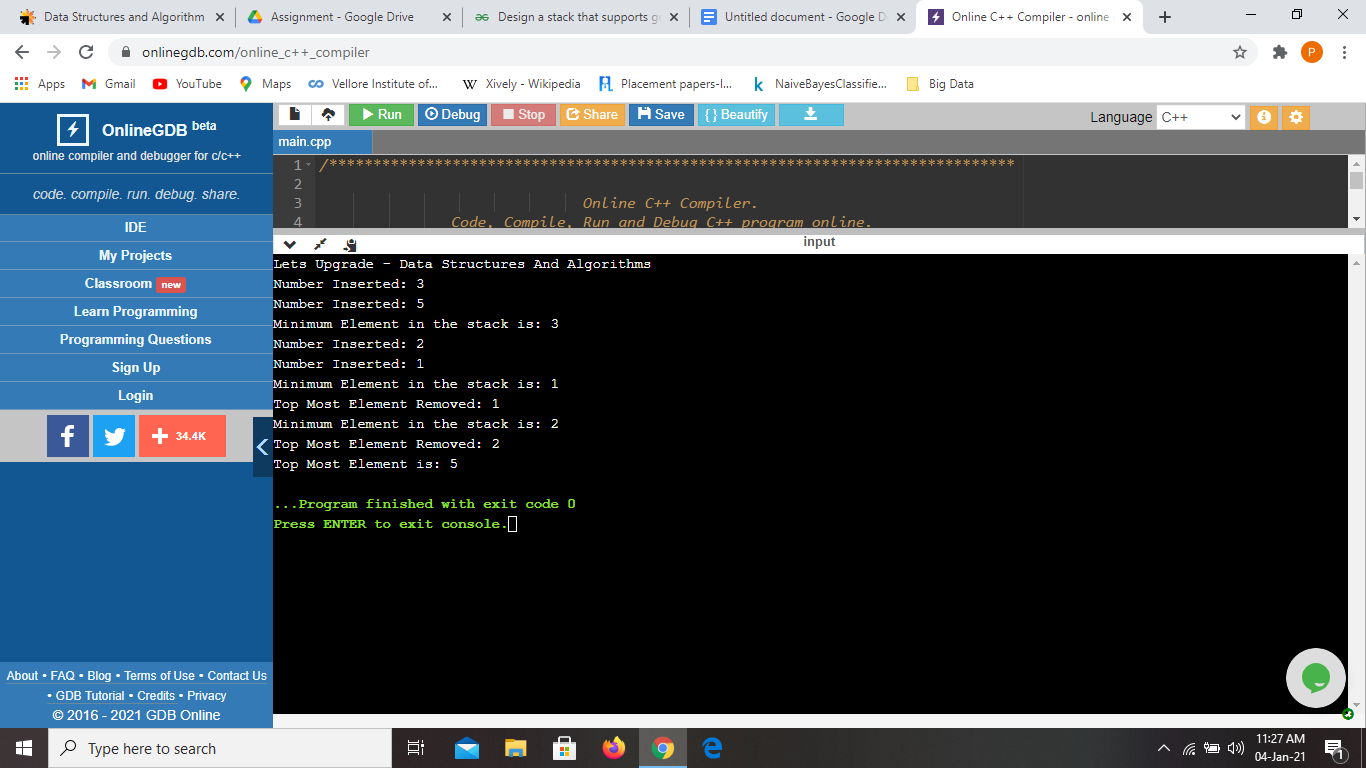 Data Structures and Algorithm
Assignment - Google Drive
Design a stack that supports ge
Untitled document - Google D
Online C++ Compiler - online
onlinegdb.com/online_c++_compiler
P
Apps
Gmail
YouTube
Maps
Vellore Institute of...
Xively - Wikipedia
Placement papers-I...
NaiveBayesClassifie...
Big Data
OnlineGDB beta
online compiler and debugger for c/c++
code. compile. run. debug. share.
IDE
My Projects
Classroom new
Learn Programming
Programming Questions
Sign Up
Login
34.4K
About • FAQ • Blog • Terms of Use • Contact Us
• GDB Tutorial • Credits • Privacy
© 2016 - 2021 GDB Online
Run Debug Stop Share Save { } Beautify
Language C++
main.cpp
1 /******************************************************************************
2
3 Online C++ Compiler.
4 Code, Compile, Run and Debug C++ program online.
input
Lets Upgrade - Data Structures And Algorithms
Number Inserted: 3
Number Inserted: 5
Minimum Element in the stack is: 3
Number Inserted: 2
Number Inserted: 1
Minimum Element in the stack is: 1
Top Most Element Removed: 1
Minimum Element in the stack is: 2
Top Most Element Removed: 2
Top Most Element is: 5
...Program finished with exit code 0
Press ENTER to exit console.
Type here to search
11:27 AM
04-Jan-21
1